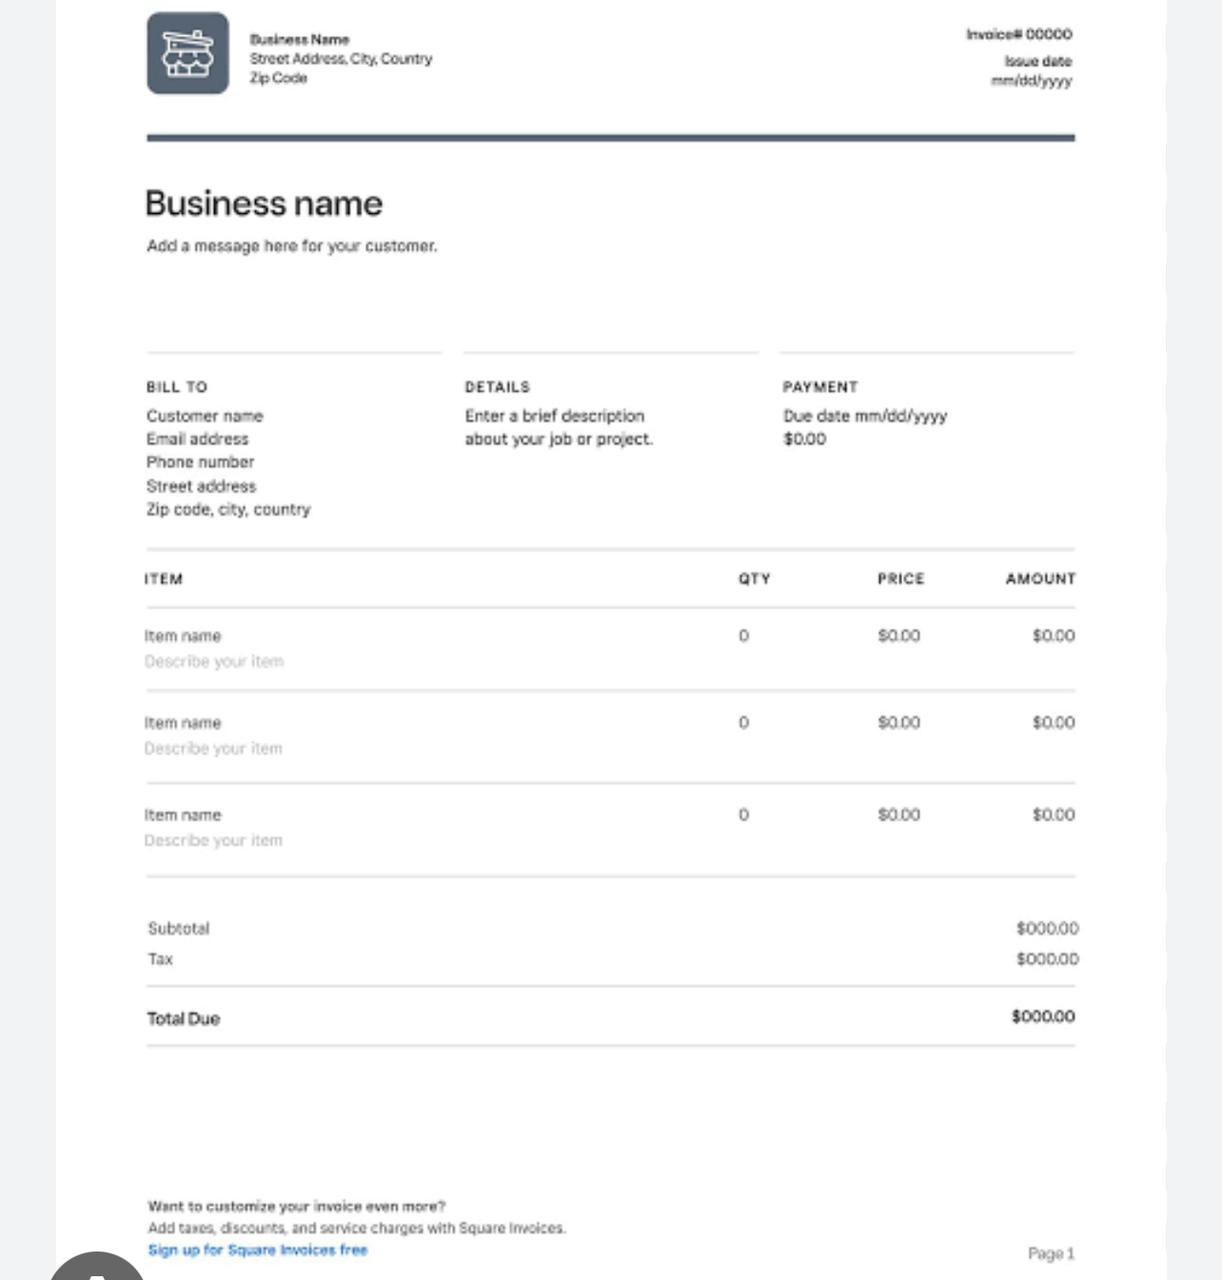 Business Name
Street Address, City, Country
Zip Code
Invoice# 00000
Issue date
mm/dd/yyyy
Business name
Add a message here for your customer.
BILL TO
Customer name
Email address
Phone number
Street address
Zip code, city, country
DETAILS
Enter a brief description
about your job or project.
PAYMENT
Due date mm/dd/yyyy
$0.00
ITEM QTY PRICE AMOUNT
Item name 0 $0.00 $0.00
Describe your item
Item name 0 $0.00 $0.00
Describe your item
Item name 0 $0.00 $0.00
Describe your item
Subtotal $000.00
Tax $000.00
Total Due $000.00
Want to customize your invoice even more?
Add taxes, discounts, and service charges with Square Invoices.
Sign up for Square Invoices free
Page 1